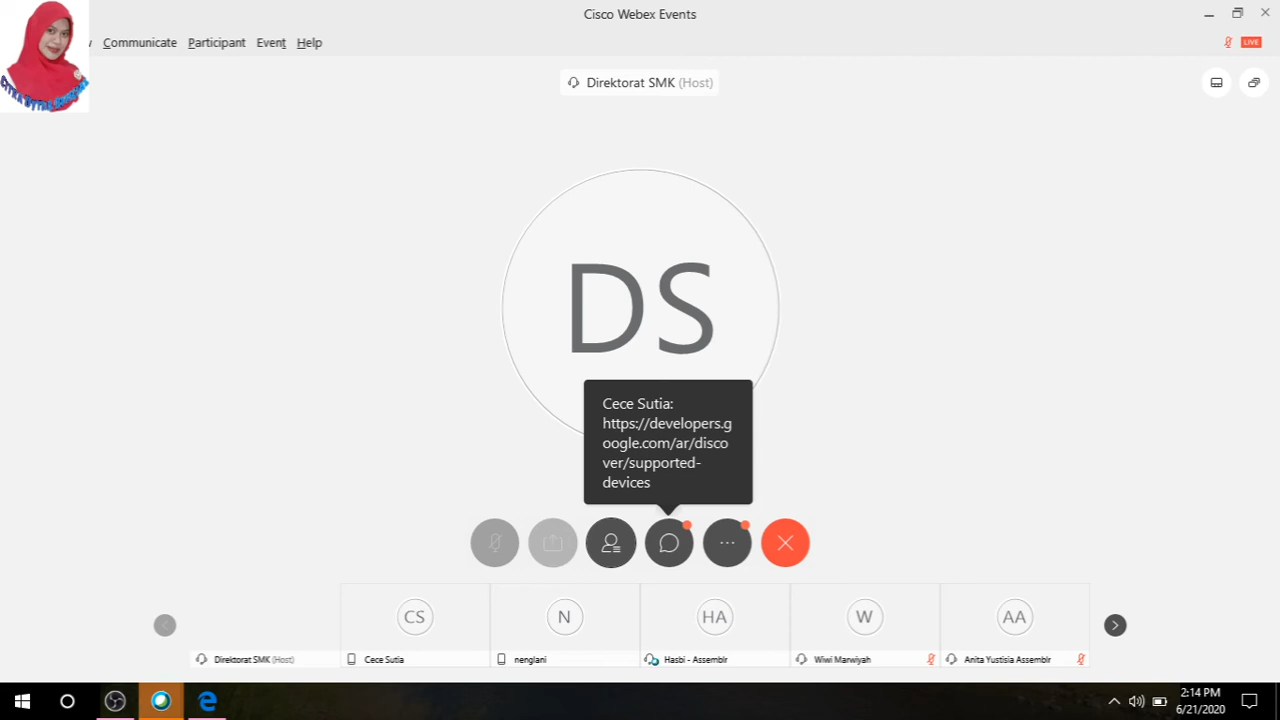 Cisco Webex Events
Communicate Participant Event Help
LIVE
Direktorat SMK (Host)
DS
Cece Sutia:
https://developers.g
oogle.com/ar/disco
ver/supported-
devices
CS
N
HA
W
AA
Direktorat SMK (Host)
Cece Sutia
nenglani
Hasbi - Assemblr
Wiwi Marwiyah
Anita Yustisia Assemblr
2:14 PM
6/21/2020